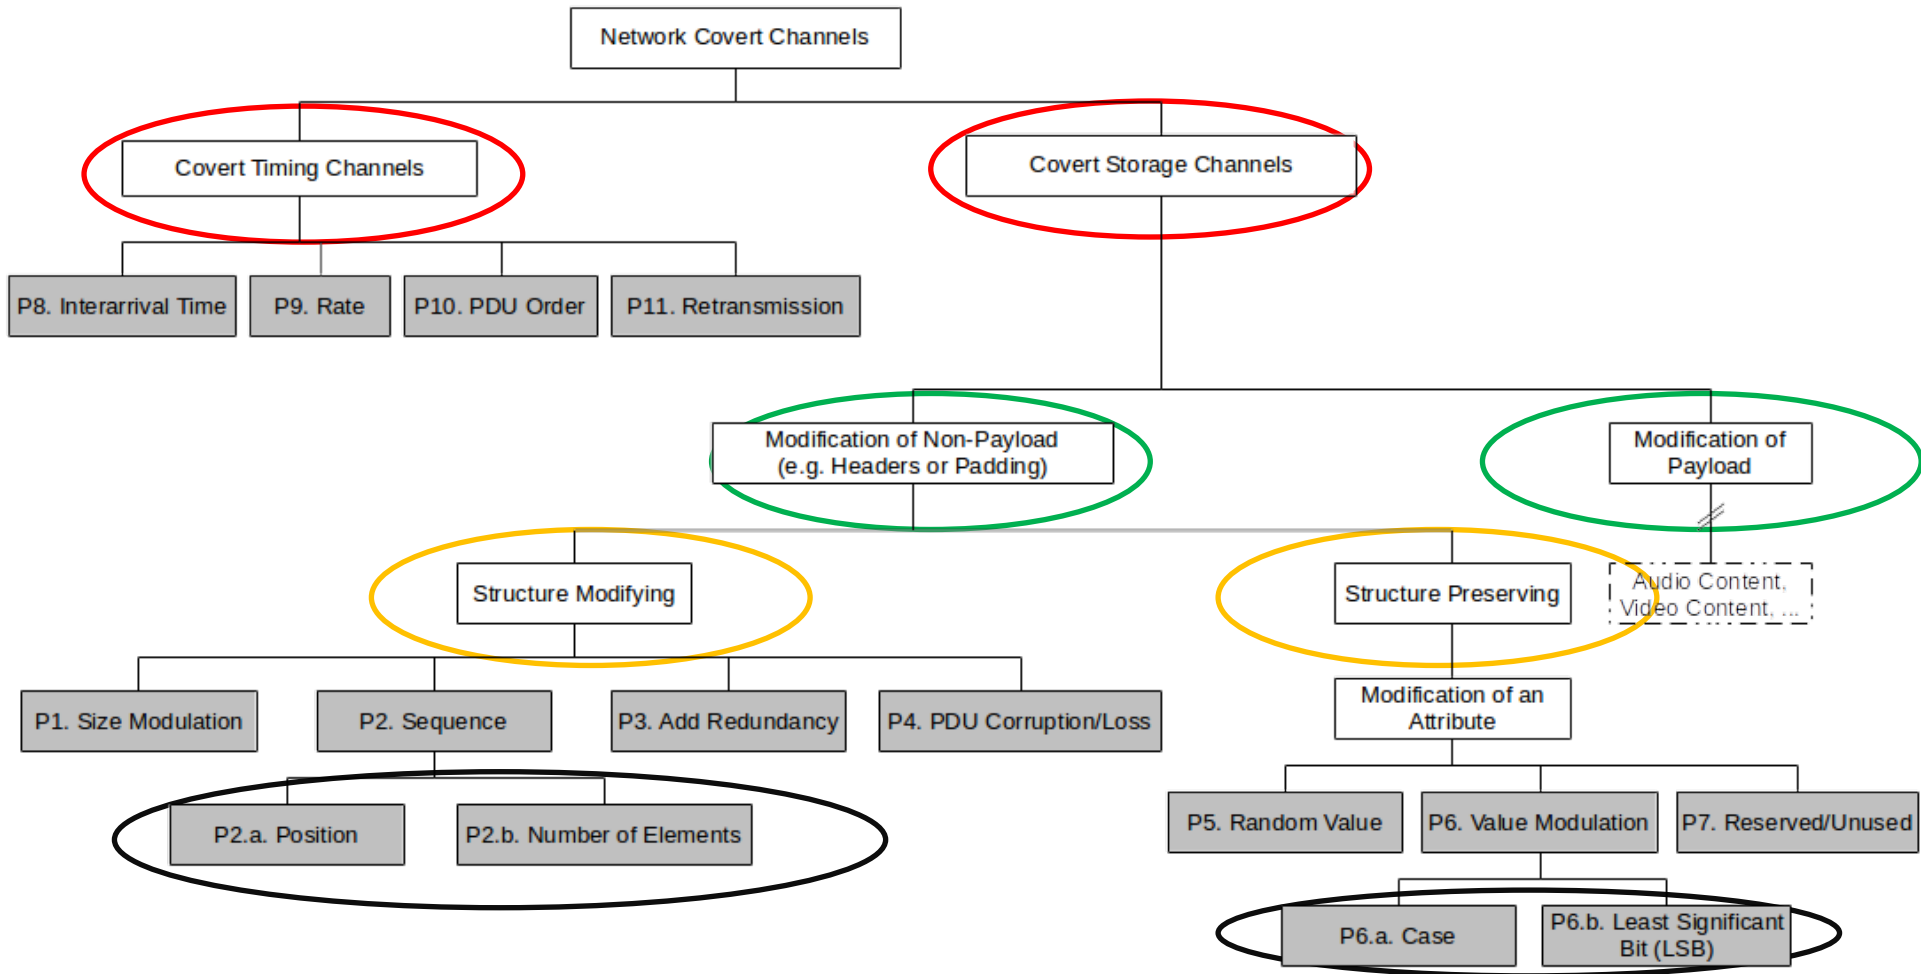 Network Covert Channels
Covert Timing Channels
Covert Storage Channels
P8. Interarrival Time
P9. Rate
P10. PDU Order
P11. Retransmission
Modification of Non-Payload
(e.g. Headers or Padding)
Modification of
Payload
Structure Modifying
Structure Preserving
Audio Content,
Video Content, ...
P1. Size Modulation
P2. Sequence
P3. Add Redundancy
P4. PDU Corruption/Loss
Modification of an
Attribute
P2.a. Position
P2.b. Number of Elements
P5. Random Value
P6. Value Modulation
P7. Reserved/Unused
P6.a. Case
P6.b. Least Significant
Bit (LSB)